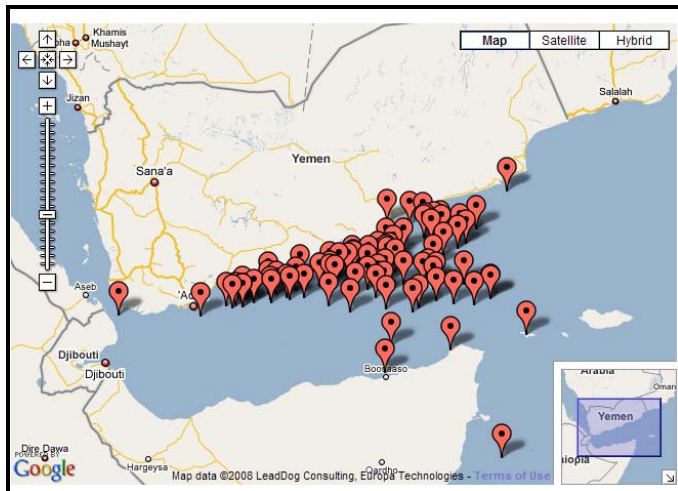 Khamis
Mushayt
Map
Satellite
Hybrid
Jizan
Salalah
Yemen
Sana'a
Aseb
Djibouti
Djibouti
Boosaaso
Dire Dawa
POWERED BY
Google
Hargeysa
Qardho
Map data ©2008 LeadDog Consulting, Europa Technologies - Terms of Use
Arabia
Oman
Yemen